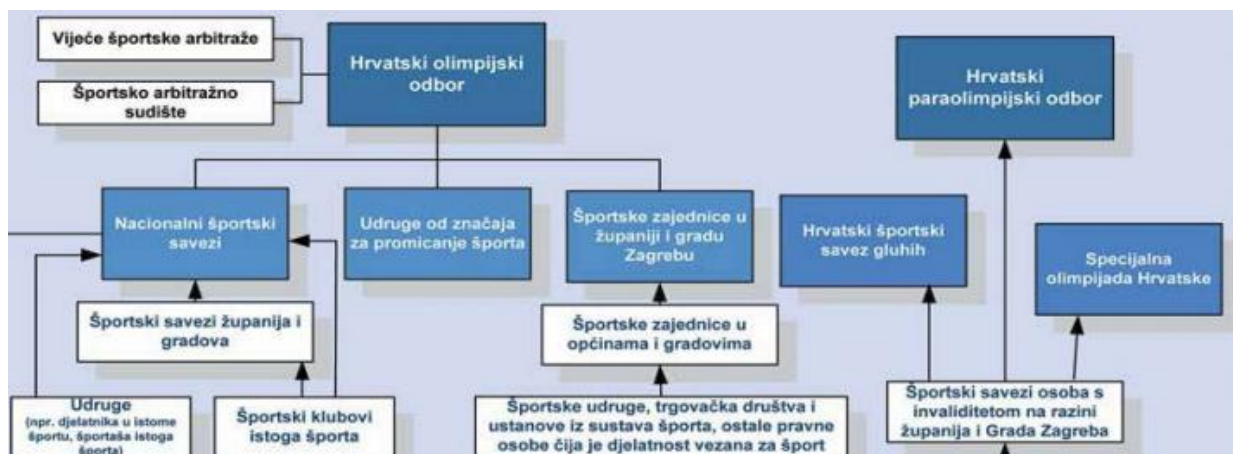 Vijeće športske arbitraže
Športsko arbitražno
sudište
Hrvatski olimpijski
odbor
Hrvatski
paraolimpijski odbor
Nacionalni športski
savezi
Udruge od značaja
za promicanje športa
Športske zajednice u
županiji i gradu
Zagrebu
Hrvatski športski
savez gluhih
Specijalna
olimpijada Hrvatske
Športski savezi županija i
gradova
Športske zajednice u
općinama i gradovima
Udruge
(npr. djelatnika u istome
športu, športaša istoga
športa)
Športski klubovi
istoga športa
Športske udruge, trgovačka društva i
ustanove iz sustava športa, ostale pravne
osobe čija je djelatnost vezana za šport
Športski savezi osoba s
invaliditetom na razini
županija i Grada Zagreba